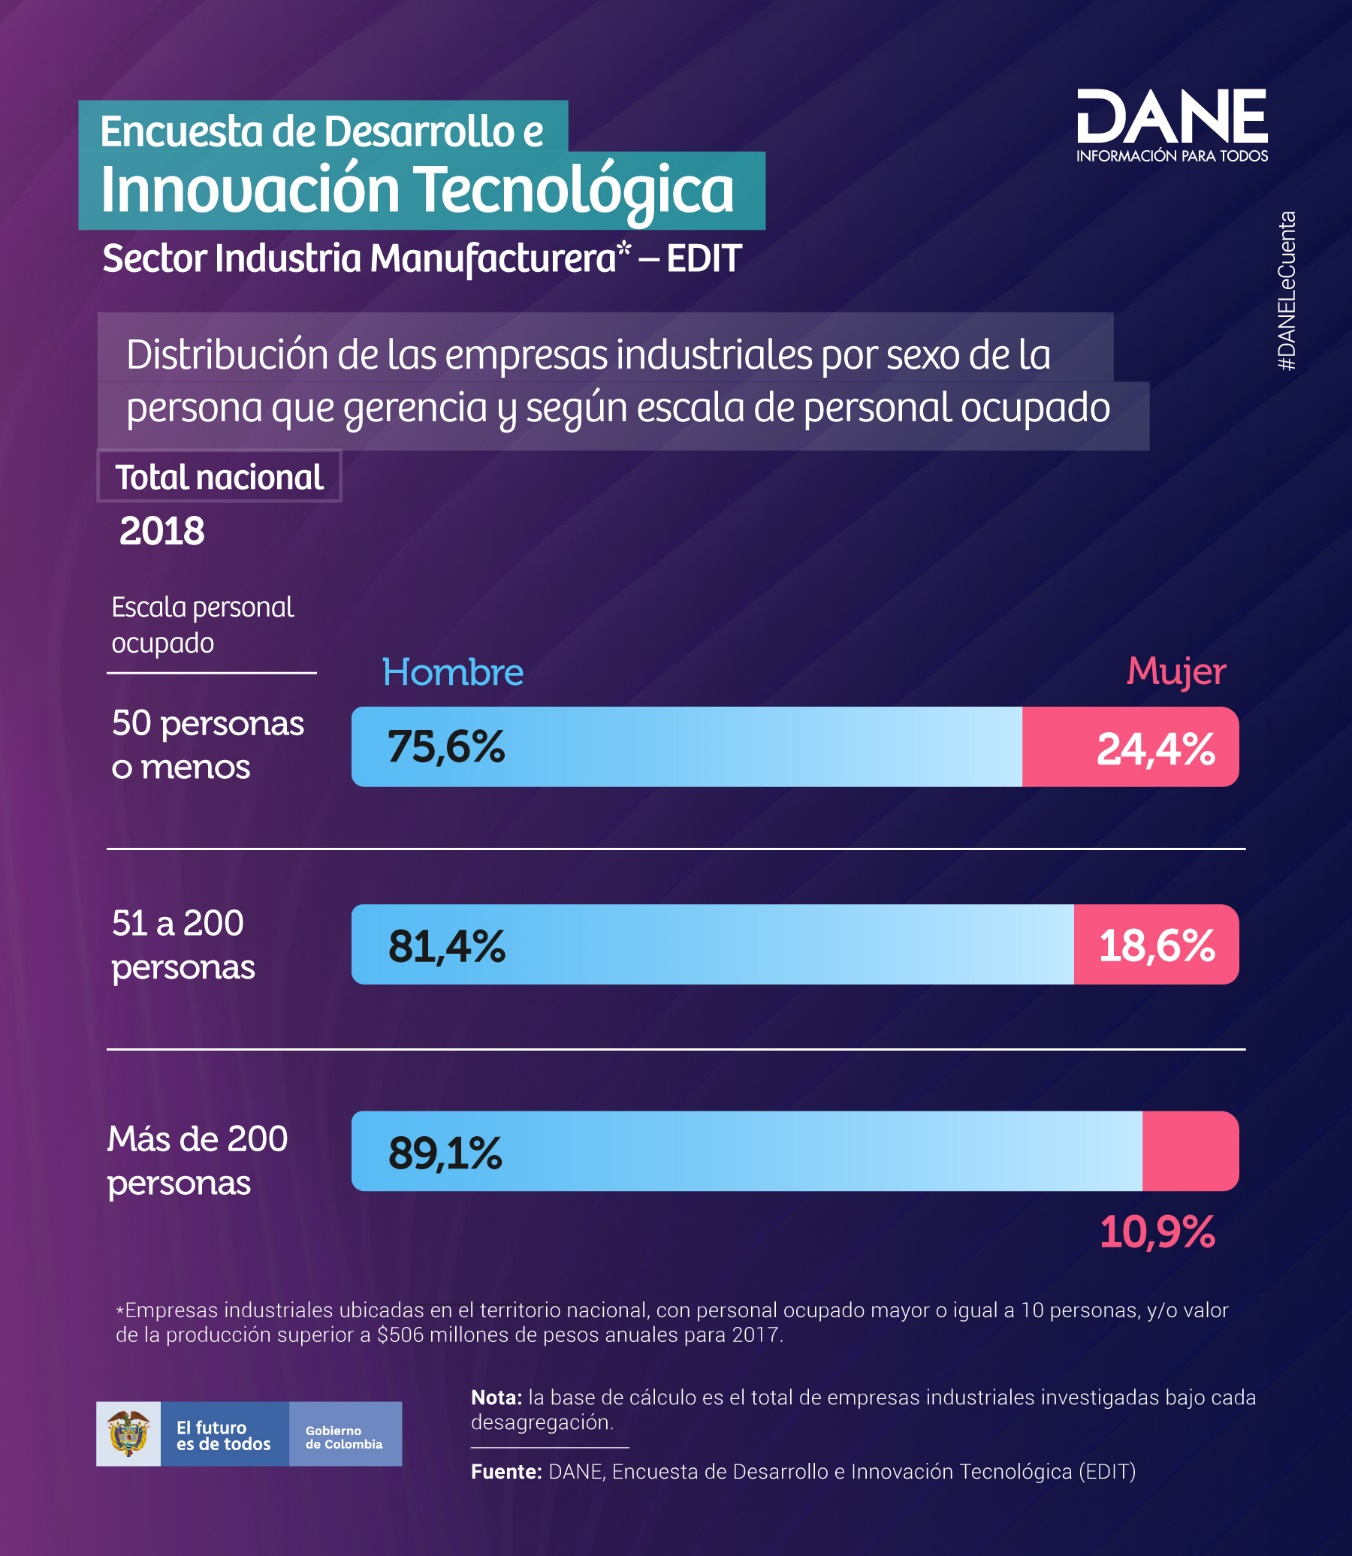 Encuesta de Desarrollo e
Innovación Tecnológica
Sector Industria Manufacturera* – EDIT
DANE
INFORMACIÓN PARA TODOS
#DANELeCuenta
Distribución de las empresas industriales por sexo de la
persona que gerencia y según escala de personal ocupado
Total nacional
2018
Escala personal
ocupado
Hombre
Mujer
50 personas
o menos
75,6%
24,4%
51 a 200
personas
81,4%
18,6%
Más de 200
personas
89,1%
10,9%
*Empresas industriales ubicadas en el territorio nacional, con personal ocupado mayor o igual a 10 personas, y/o valor
de la producción superior a $506 millones de pesos anuales para 2017.
El futuro
es de todos
Gobierno
de Colombia
Nota: la base de cálculo es el total de empresas industriales investigadas bajo cada
desagregación.
Fuente: DANE, Encuesta de Desarrollo e Innovación Tecnológica (EDIT)